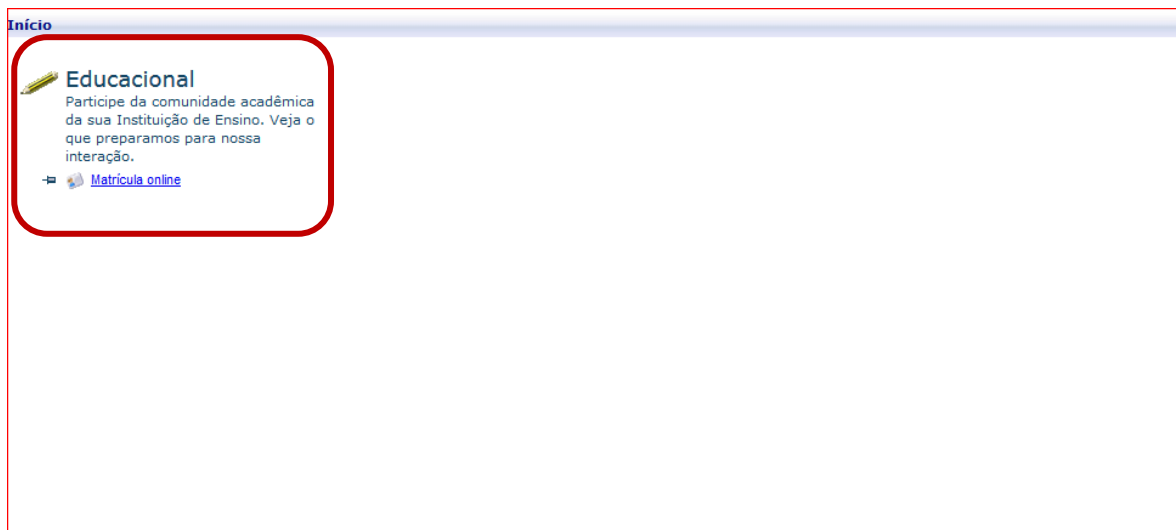 Início
Educacional
Participe da comunidade acadêmica
da sua Instituição de Ensino. Veja o
que preparamos para nossa
interação.
Matrícula online